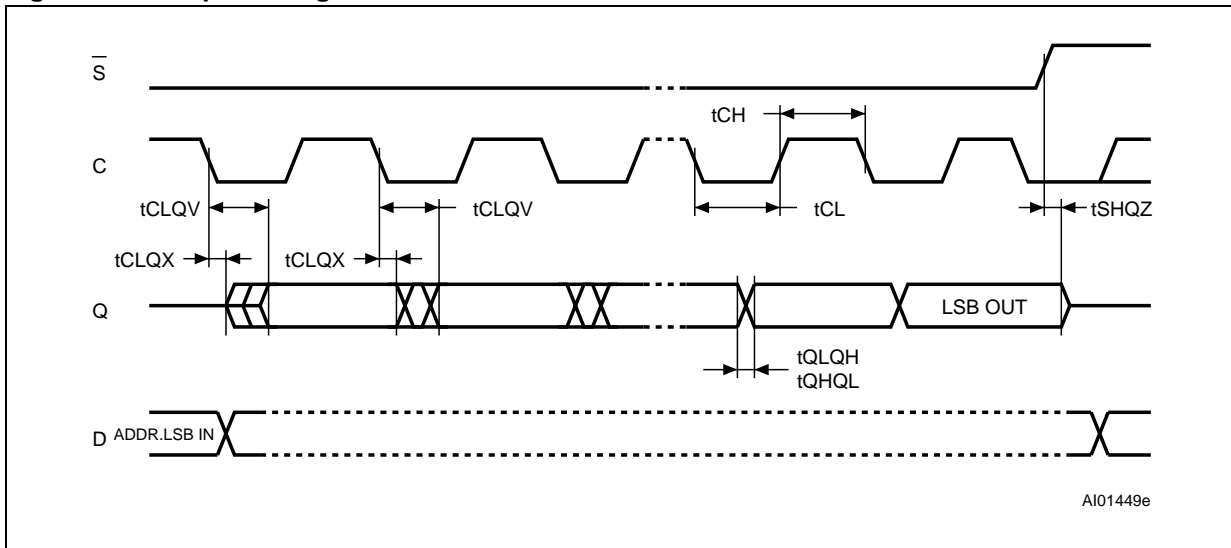 S
tCH
C
tCLQV
tCLQV
tCL
tSHQZ
tCLQX
tCLQX
Q
LSB OUT
tQLQH
tQHQL
D
ADDR.LSB IN
AI01449e